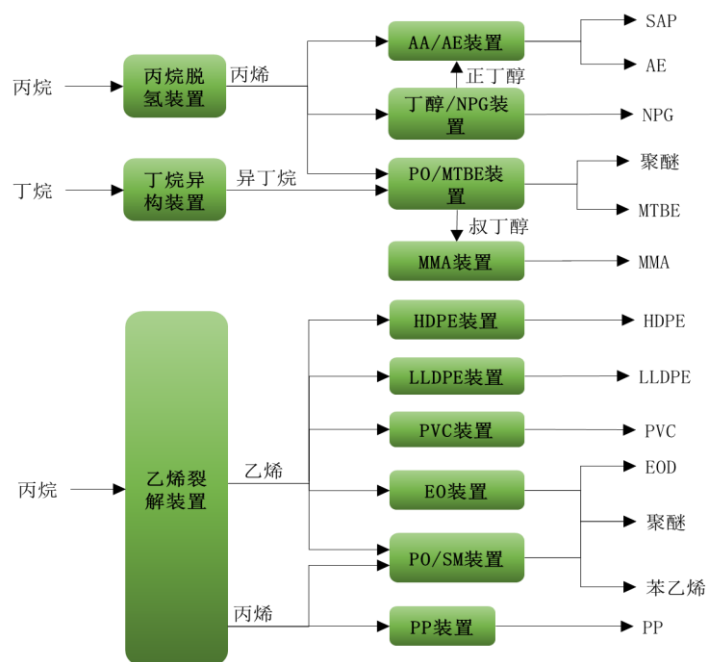 SAP
AA/AE装置
AE
正丁醇
丙烷
丙烷脱
氢装置
丙烯
丁醇/NPG装
置
NPG
丁烷
丁烷异
构装置
异丁烷
PO/MTBE装
置
聚醚
MTBE
叔丁醇
MMA装置
MMA
HDPE装置
HDPE
LLDPE装置
LLDPE
PVC装置
PVC
丙烷
乙烯裂
解装置
乙烯
EO装置
EOD
PO/SM装置
聚醚
苯乙烯
丙烯
PP装置
PP